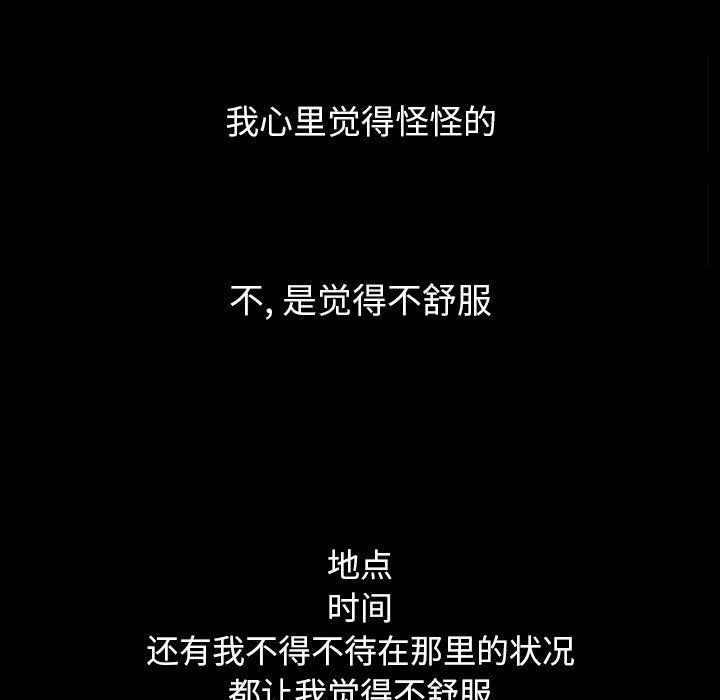 我心里觉得怪怪的
不, 是觉得不舒服
地点
时间
还有我不得不待在那里的状况
都让我觉得不舒服